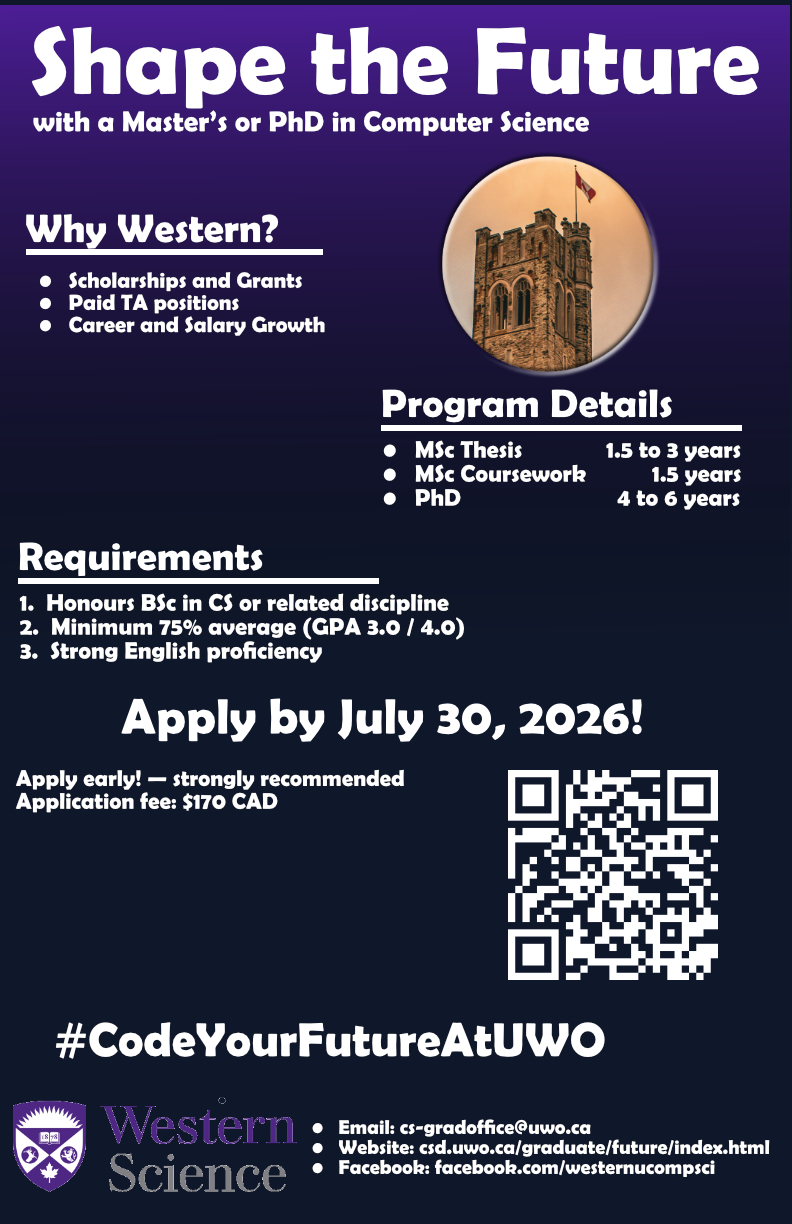 Shape the Future
with a Master's or PhD in Computer Science
Why Western?
● Scholarships and Grants
● Paid TA positions
● Career and Salary Growth
Program Details
● MSc Thesis 1.5 to 3 years
● MSc Coursework 1.5 years
● PhD 4 to 6 years
Requirements
1. Honours BSc in CS or related discipline
2. Minimum 75% average (GPA 3.0 / 4.0)
3. Strong English proficiency
Apply by July 30, 2026!
Apply early! — strongly recommended
Application fee: $170 CAD
#CodeYourFutureAtUWO
1878
Western
Science
● Email: cs-gradoffice@uwo.ca
● Website: csd.uwo.ca/graduate/future/index.html
● Facebook: facebook.com/westernucompsci